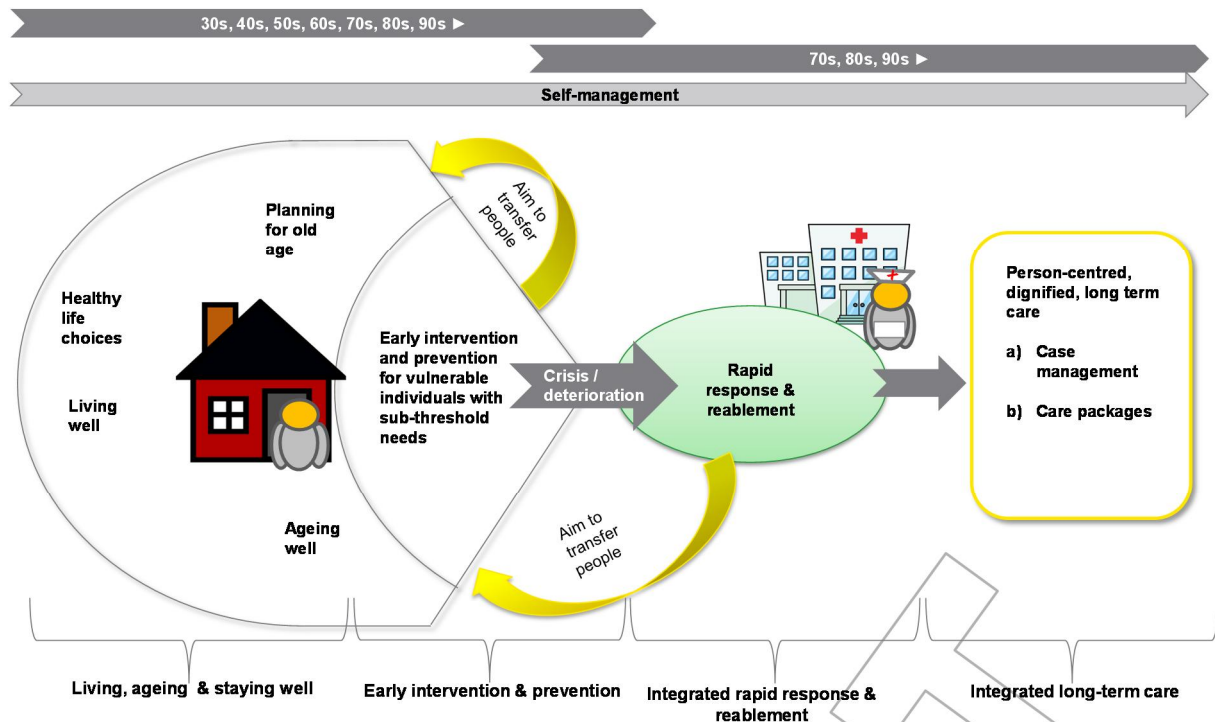 30s, 40s, 50s, 60s, 70s, 80s, 90s ►
70s, 80s, 90s ►
Self-management
Planning
for old
age
Healthy
life
choices
Living
well
Ageing
well
Early intervention
and prevention
for vulnerable
individuals with
sub-threshold
needs
Aim to
transfer
people
Crisis /
deterioration
Rapid
response &
reablement
Aim to
transfer
people
Person-centred,
dignified, long term
care
a) Case
management
b) Care packages
Living, ageing & staying well
Early intervention & prevention
Integrated rapid response &
reablement
Integrated long-term care